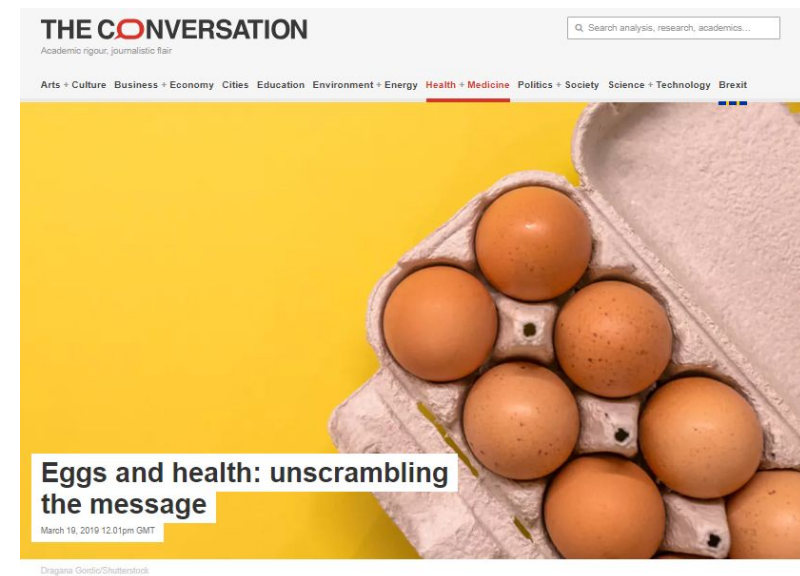 THE CONVERSATION
Academic rigour, journalistic flair
Search analysis, research, academics...
Arts + Culture Business + Economy Cities Education Environment + Energy Health + Medicine Politics + Society Science + Technology Brexit
Eggs and health: unscrambling
the message
March 19, 2019 12.01pm GMT
Dragana Gordic/Shutterstock